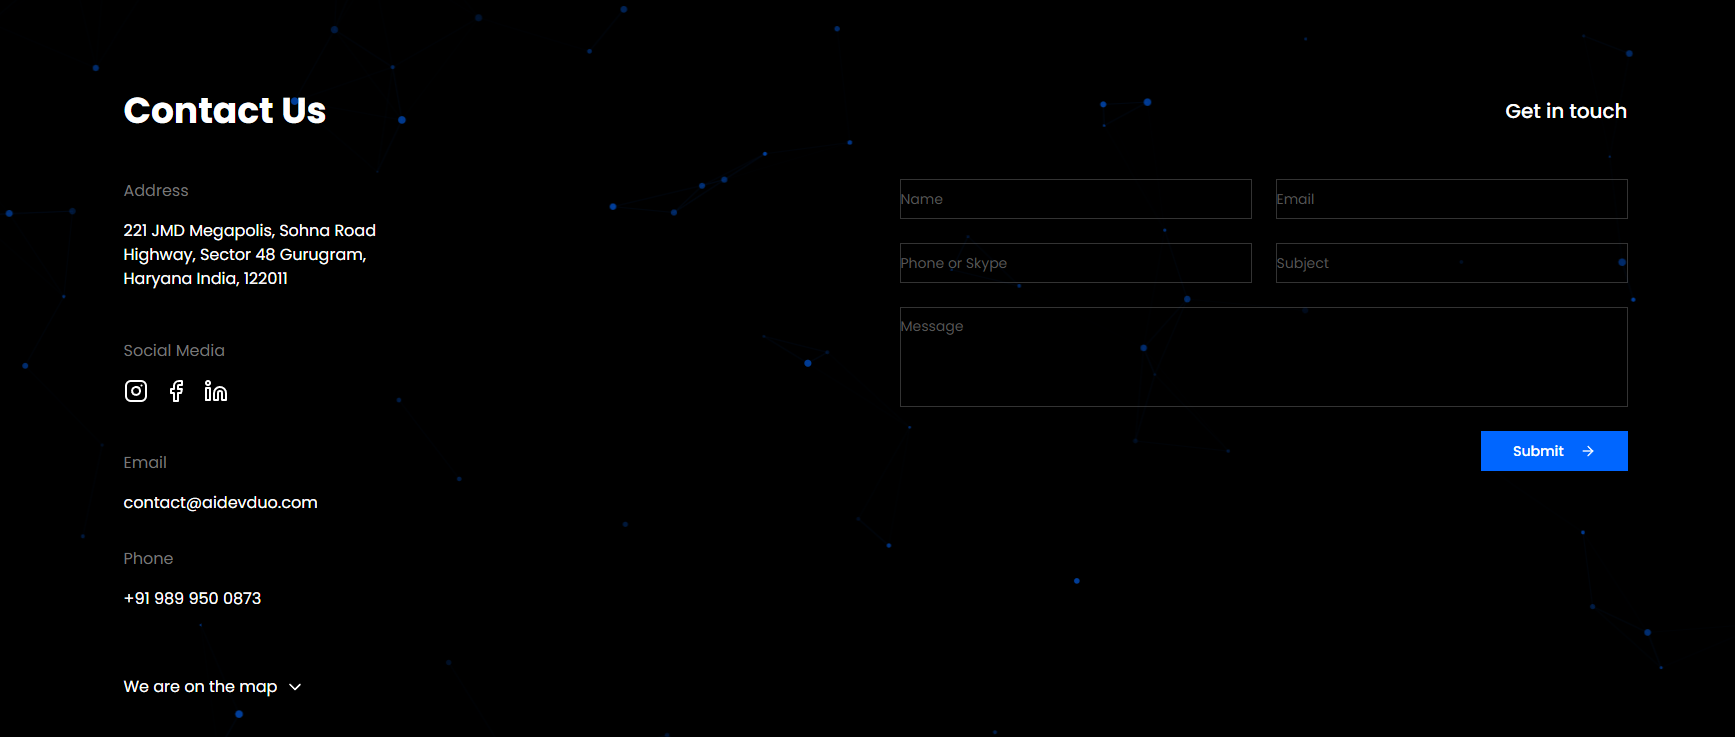 Contact Us
Get in touch
Address
221 JMD Megapolis, Sohna Road
Highway, Sector 48 Gurugram,
Haryana India, 122011
Social Media
Email
contact@aidevduo.com
Phone
+91 989 950 0873
We are on the map
Name
Email
Phone or Skype
Subject
Message
Submit